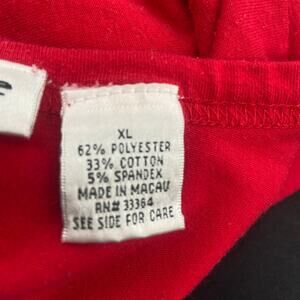 XL
62% POLYESTER
33% COTTON
5% SPANDEX
MADE IN MACAU
RN# 33364
SEE SIDE FOR CARE